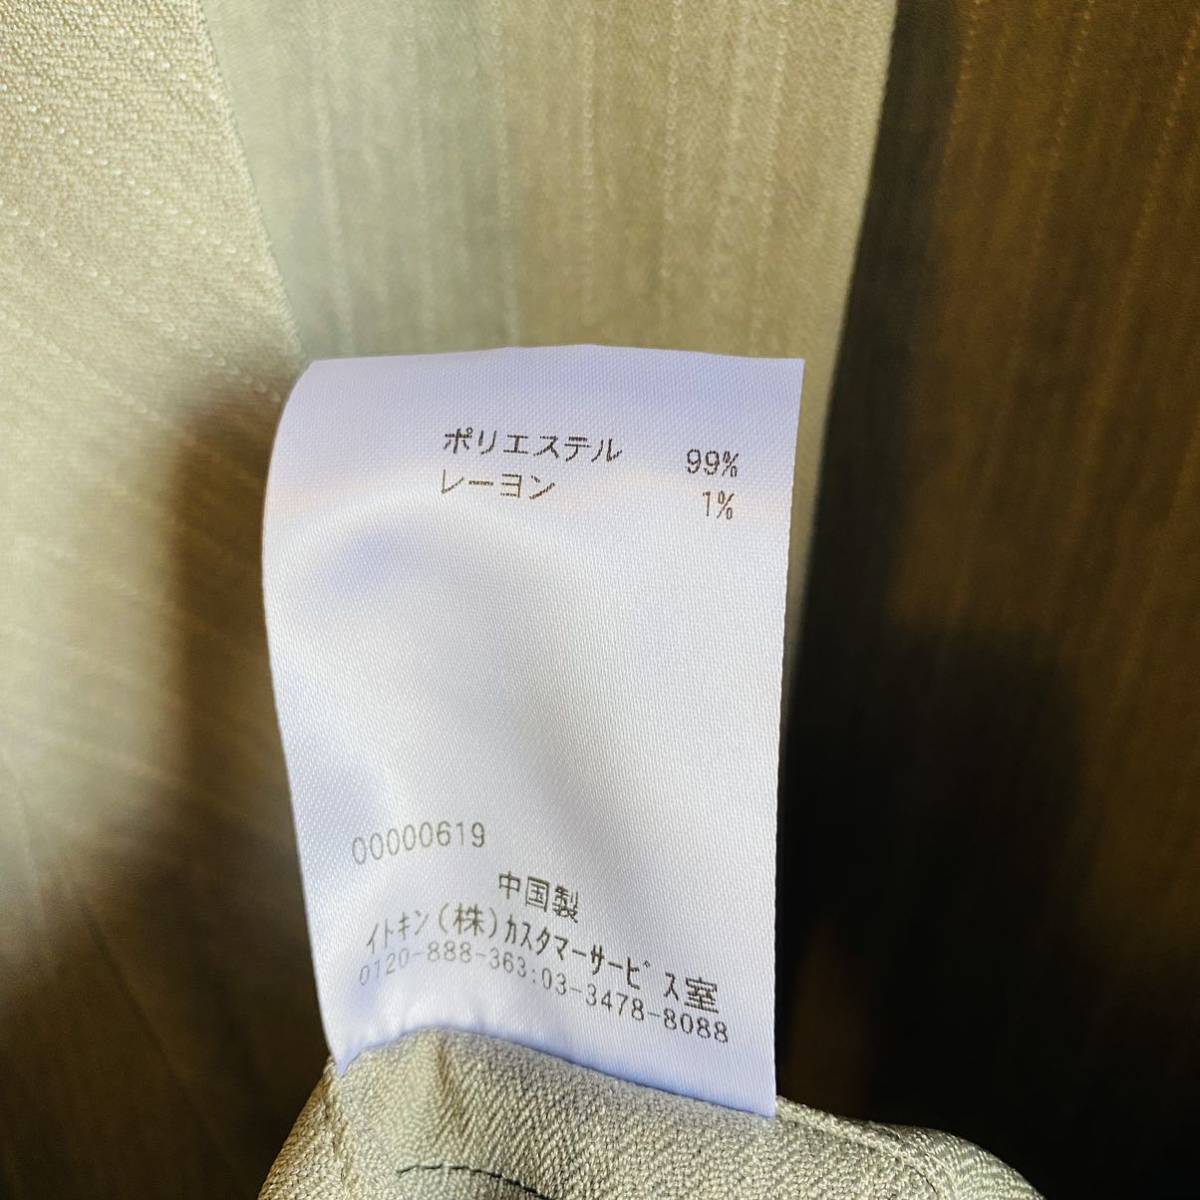 ポリエステル 99%
レーヨン 1%
00000619
中国製
イトキン(株)カスタマーサービス室
0120-888-363:03-3478-8088